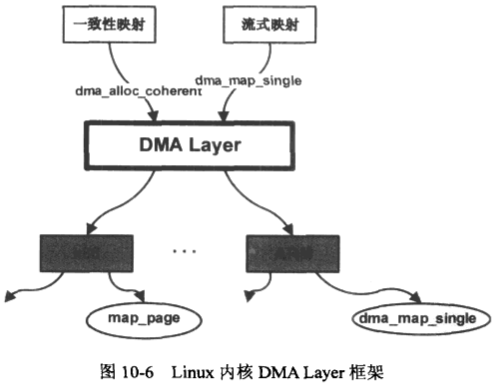 一致性映射
流式映射
dma_alloc_coherent
dma_map_single
DMA Layer
...
ARM
map_page
dma_map_single
图 10-6 Linux 内核 DMA Layer 框架